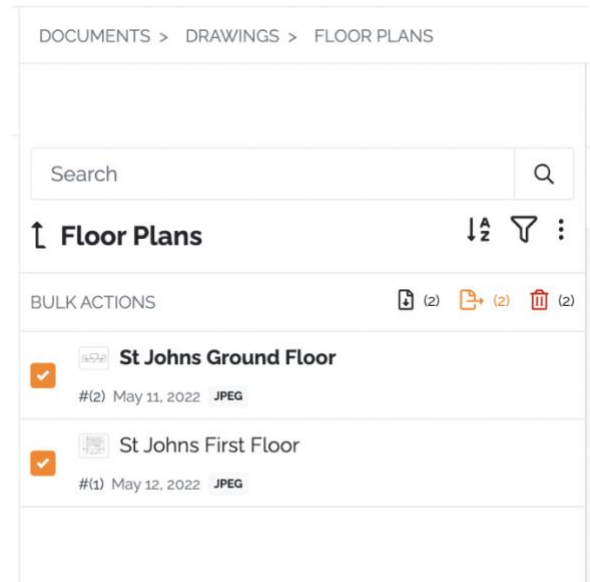 DOCUMENTS > DRAWINGS > FLOOR PLANS
Search
Floor Plans
BULK ACTIONS (2) (2) (2)
St Johns Ground Floor
#(2) May 11, 2022 JPEG
St Johns First Floor
#(1) May 12, 2022 JPEG